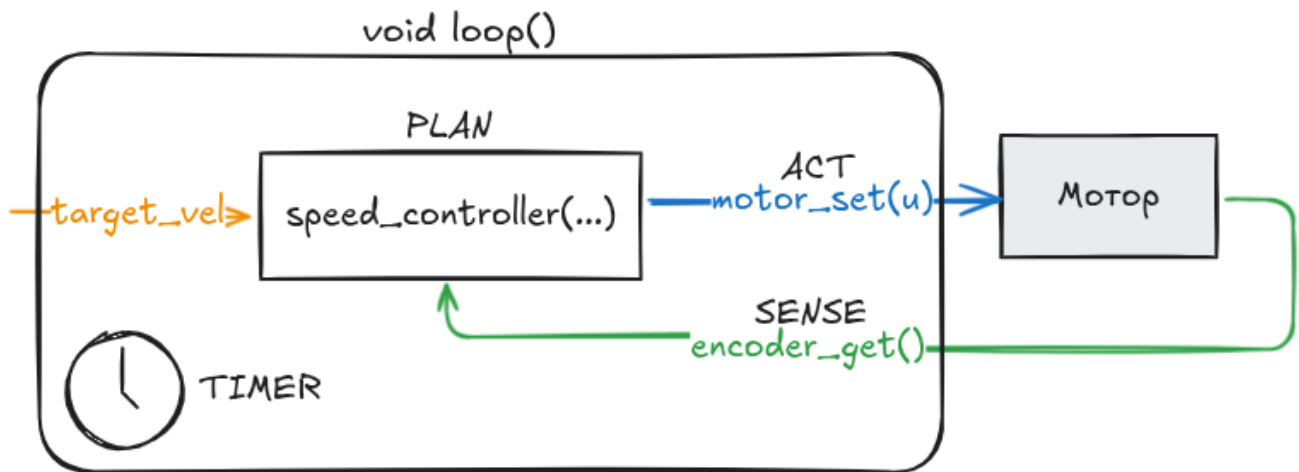 void loop()
PLAN
target_vel
speed_controller(...)
ACT
motor_set(u)
Мотор
SENSE
encoder_get()
TIMER